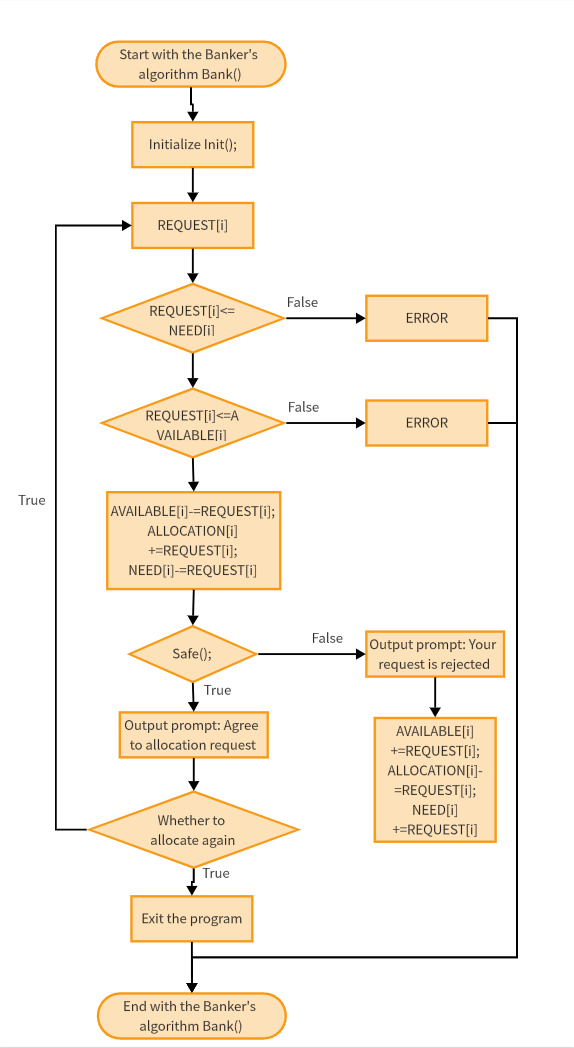 Start with the Banker's
algorithm Bank()
Initialize Init();
REQUEST[i]
REQUEST[i]<=
NEED[i]
False
ERROR
REQUEST[i]<=A
VAILABLE[i]
False
ERROR
True
AVAILABLE[i]-=REQUEST[i];
ALLOCATION[i]
+=REQUEST[i];
NEED[i]-=REQUEST[i]
Safe();
False
Output prompt: Your
request is rejected
True
Output prompt: Agree
to allocation request
AVAILABLE[i]
+=REQUEST[i];
ALLOCATION[i]-
=REQUEST[i];
NEED[i]
+=REQUEST[i]
Whether to
allocate again
True
Exit the program
End with the Banker's
algorithm Bank()